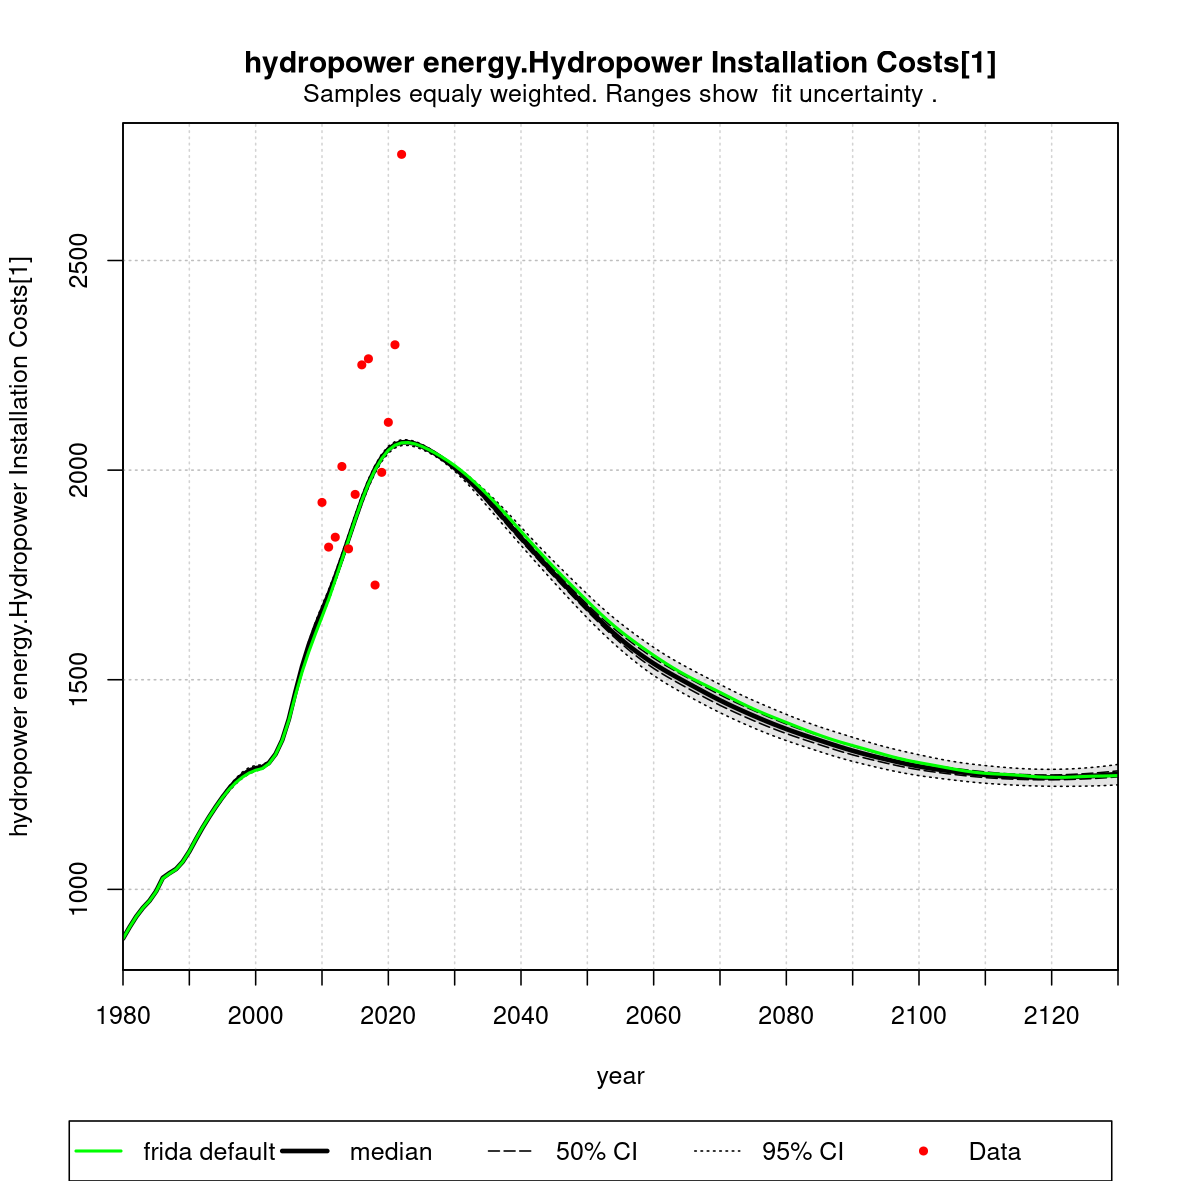 hydropower energy.Hydropower Installation Costs[1]
Samples equaly weighted. Ranges show  fit uncertainty .
hydropower energy.Hydropower Installation Costs[1]
2500
2000
1500
1000
1980 2000 2020 2040 2060 2080 2100 2120
year
frida default median 50% CI 95% CI Data